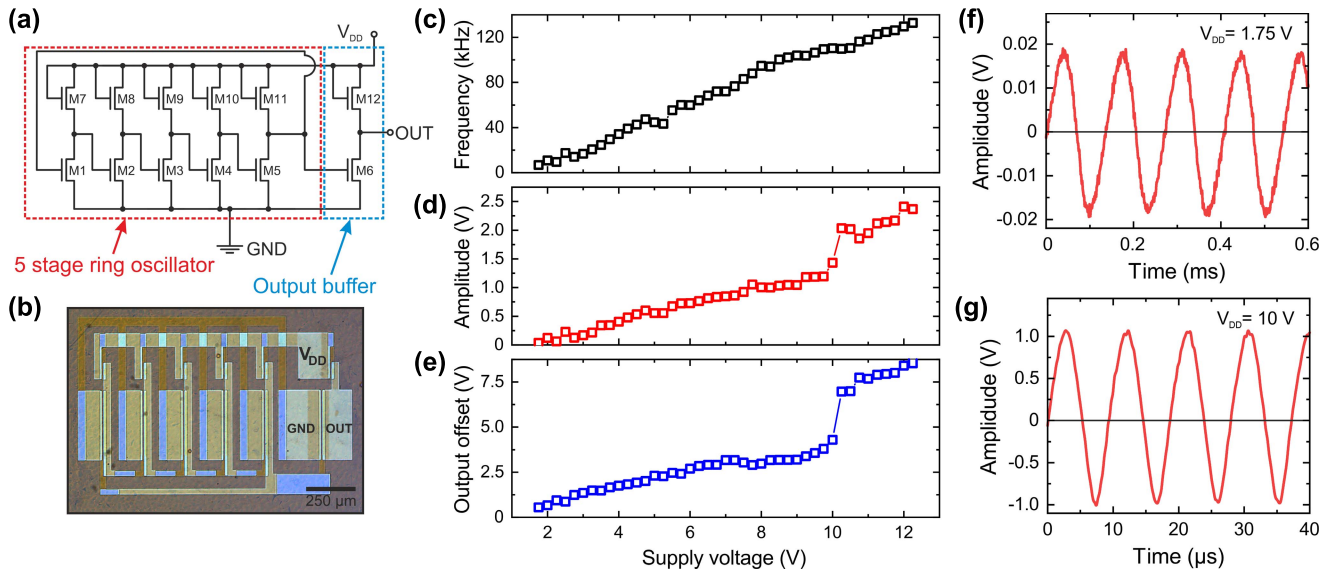 (a)
V_DD
M7
M8
M9
M10
M11
M12
OUT
M1
M2
M3
M4
M5
M6
GND
5 stage ring oscillator
Output buffer
(b)
V_DD
GND
OUT
250 µm
(c)
Frequency (kHz)
120
80
40
0
(d)
Amplitude (V)
2.5
2.0
1.5
1.0
0.5
0
(e)
Output offset (V)
7.5
5.0
2.5
0
2 4 6 8 10 12
Supply voltage (V)
(f)
V_DD= 1.75 V
Amplidude (V)
0.02
0.01
0
-0.01
-0.02
0 0.2 0.4 0.6
Time (ms)
(g)
V_DD= 10 V
Amplidude (V)
1.0
0.5
0
-0.5
-1.0
0 10 20 30 40
Time (µs)